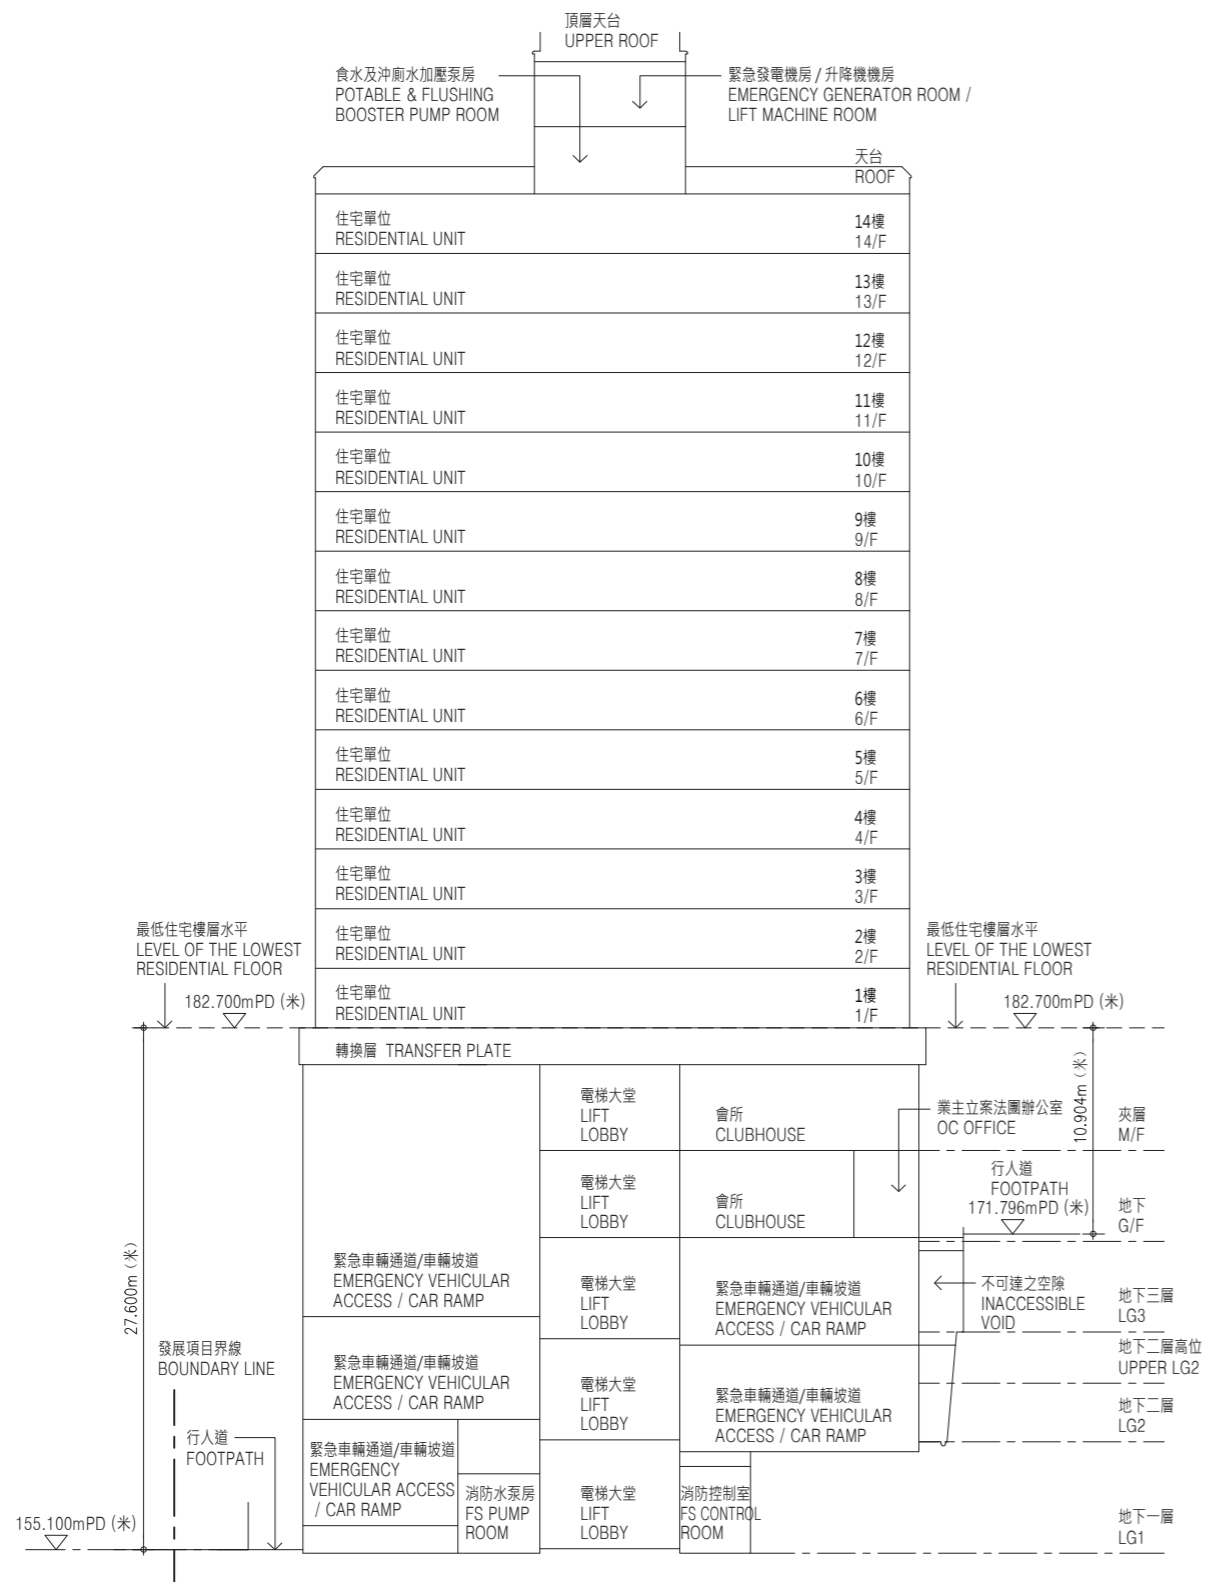 頂層天台
UPPER ROOF
食水及沖廁水加壓泵房
POTABLE & FLUSHING
BOOSTER PUMP ROOM
緊急發電機房 / 升降機機房
EMERGENCY GENERATOR ROOM /
LIFT MACHINE ROOM
天台
ROOF
住宅單位
RESIDENTIAL UNIT
14樓
14/F
住宅單位
RESIDENTIAL UNIT
13樓
13/F
住宅單位
RESIDENTIAL UNIT
12樓
12/F
住宅單位
RESIDENTIAL UNIT
11樓
11/F
住宅單位
RESIDENTIAL UNIT
10樓
10/F
住宅單位
RESIDENTIAL UNIT
9樓
9/F
住宅單位
RESIDENTIAL UNIT
8樓
8/F
住宅單位
RESIDENTIAL UNIT
7樓
7/F
住宅單位
RESIDENTIAL UNIT
6樓
6/F
住宅單位
RESIDENTIAL UNIT
5樓
5/F
住宅單位
RESIDENTIAL UNIT
4樓
4/F
住宅單位
RESIDENTIAL UNIT
3樓
3/F
住宅單位
RESIDENTIAL UNIT
2樓
2/F
住宅單位
RESIDENTIAL UNIT
1樓
1/F
最低住宅樓層水平
LEVEL OF THE LOWEST
RESIDENTIAL FLOOR
182.700mPD (米)
最低住宅樓層水平
LEVEL OF THE LOWEST
RESIDENTIAL FLOOR
182.700mPD (米)
轉換層 TRANSFER PLATE
電梯大堂
LIFT
LOBBY
會所
CLUBHOUSE
業主立案法團辦公室
OC OFFICE
10.904m (米)
夾層
M/F
電梯大堂
LIFT
LOBBY
會所
CLUBHOUSE
行人道
FOOTPATH
171.796mPD (米)
地下
G/F
27.600m (米)
緊急車輛通道/車輛坡道
EMERGENCY VEHICULAR
ACCESS / CAR RAMP
電梯大堂
LIFT
LOBBY
緊急車輛通道/車輛坡道
EMERGENCY VEHICULAR
ACCESS / CAR RAMP
不可達之空隙
INACCESSIBLE
VOID
地下三層
LG3
發展項目界線
BOUNDARY LINE
緊急車輛通道/車輛坡道
EMERGENCY VEHICULAR
ACCESS / CAR RAMP
電梯大堂
LIFT
LOBBY
緊急車輛通道/車輛坡道
EMERGENCY VEHICULAR
ACCESS / CAR RAMP
地下二層高位
UPPER LG2
地下二層
LG2
行人道
FOOTPATH
緊急車輛通道/車輛坡道
EMERGENCY
VEHICULAR ACCESS
/ CAR RAMP
消防水泵房
FS PUMP
ROOM
電梯大堂
LIFT
LOBBY
消防控制室
FS CONTROL
ROOM
地下一層
LG1
155.100mPD (米)